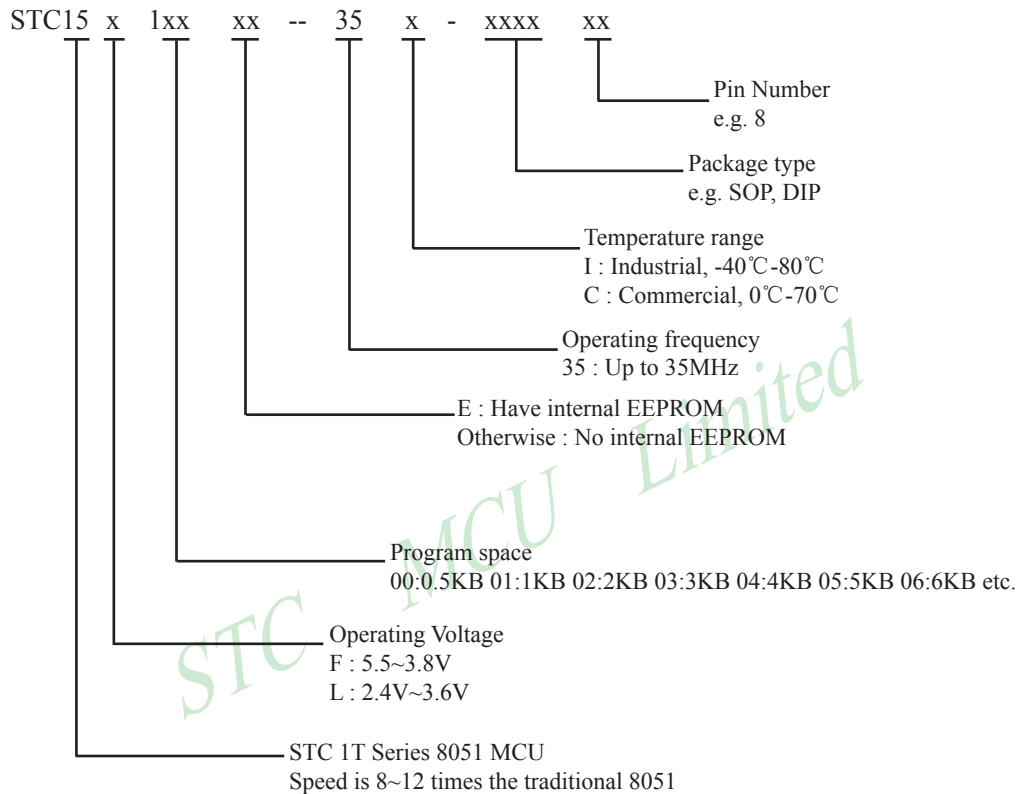 STC15 x 1xx xx -- 35 x - xxxx xx
Pin Number
e.g. 8
Package type
e.g. SOP, DIP
Temperature range
I : Industrial, -40℃-80℃
C : Commercial, 0℃-70℃
Operating frequency
35 : Up to 35MHz
E : Have internal EEPROM
Otherwise : No internal EEPROM
Program space
00:0.5KB 01:1KB 02:2KB 03:3KB 04:4KB 05:5KB 06:6KB etc.
Operating Voltage
F : 5.5~3.8V
L : 2.4V~3.6V
STC 1T Series 8051 MCU
Speed is 8~12 times the traditional 8051
STC MCU Limited